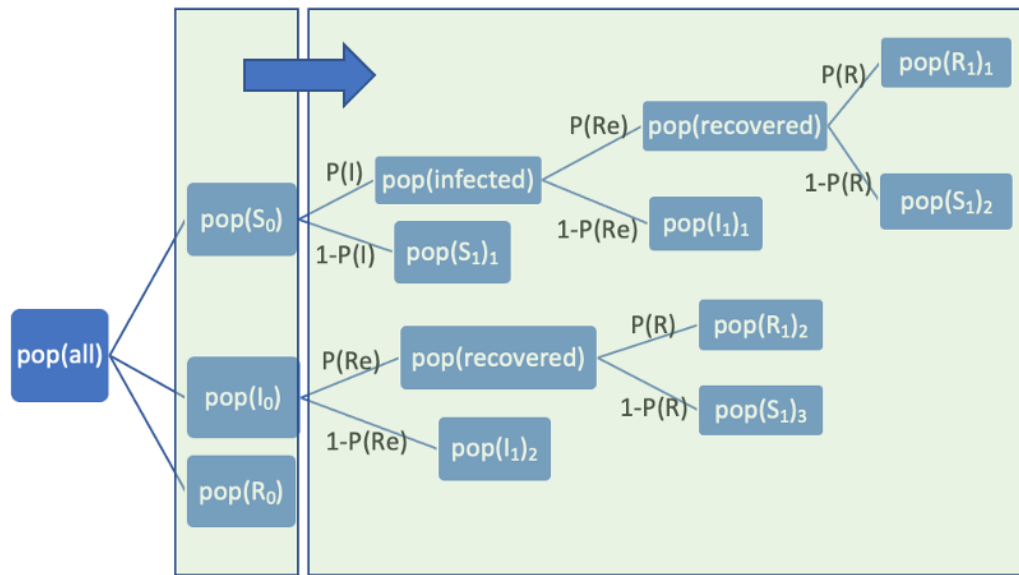 pop(all)
pop(S₀)
pop(I₀)
pop(R₀)
P(I)
1-P(I)
pop(infected)
pop(S₁)₁
P(Re)
1-P(Re)
pop(recovered)
pop(I₁)₁
P(R)
1-P(R)
pop(R₁)₁
pop(S₁)₂
P(Re)
1-P(Re)
pop(recovered)
pop(I₁)₂
P(R)
1-P(R)
pop(R₁)₂
pop(S₁)₃